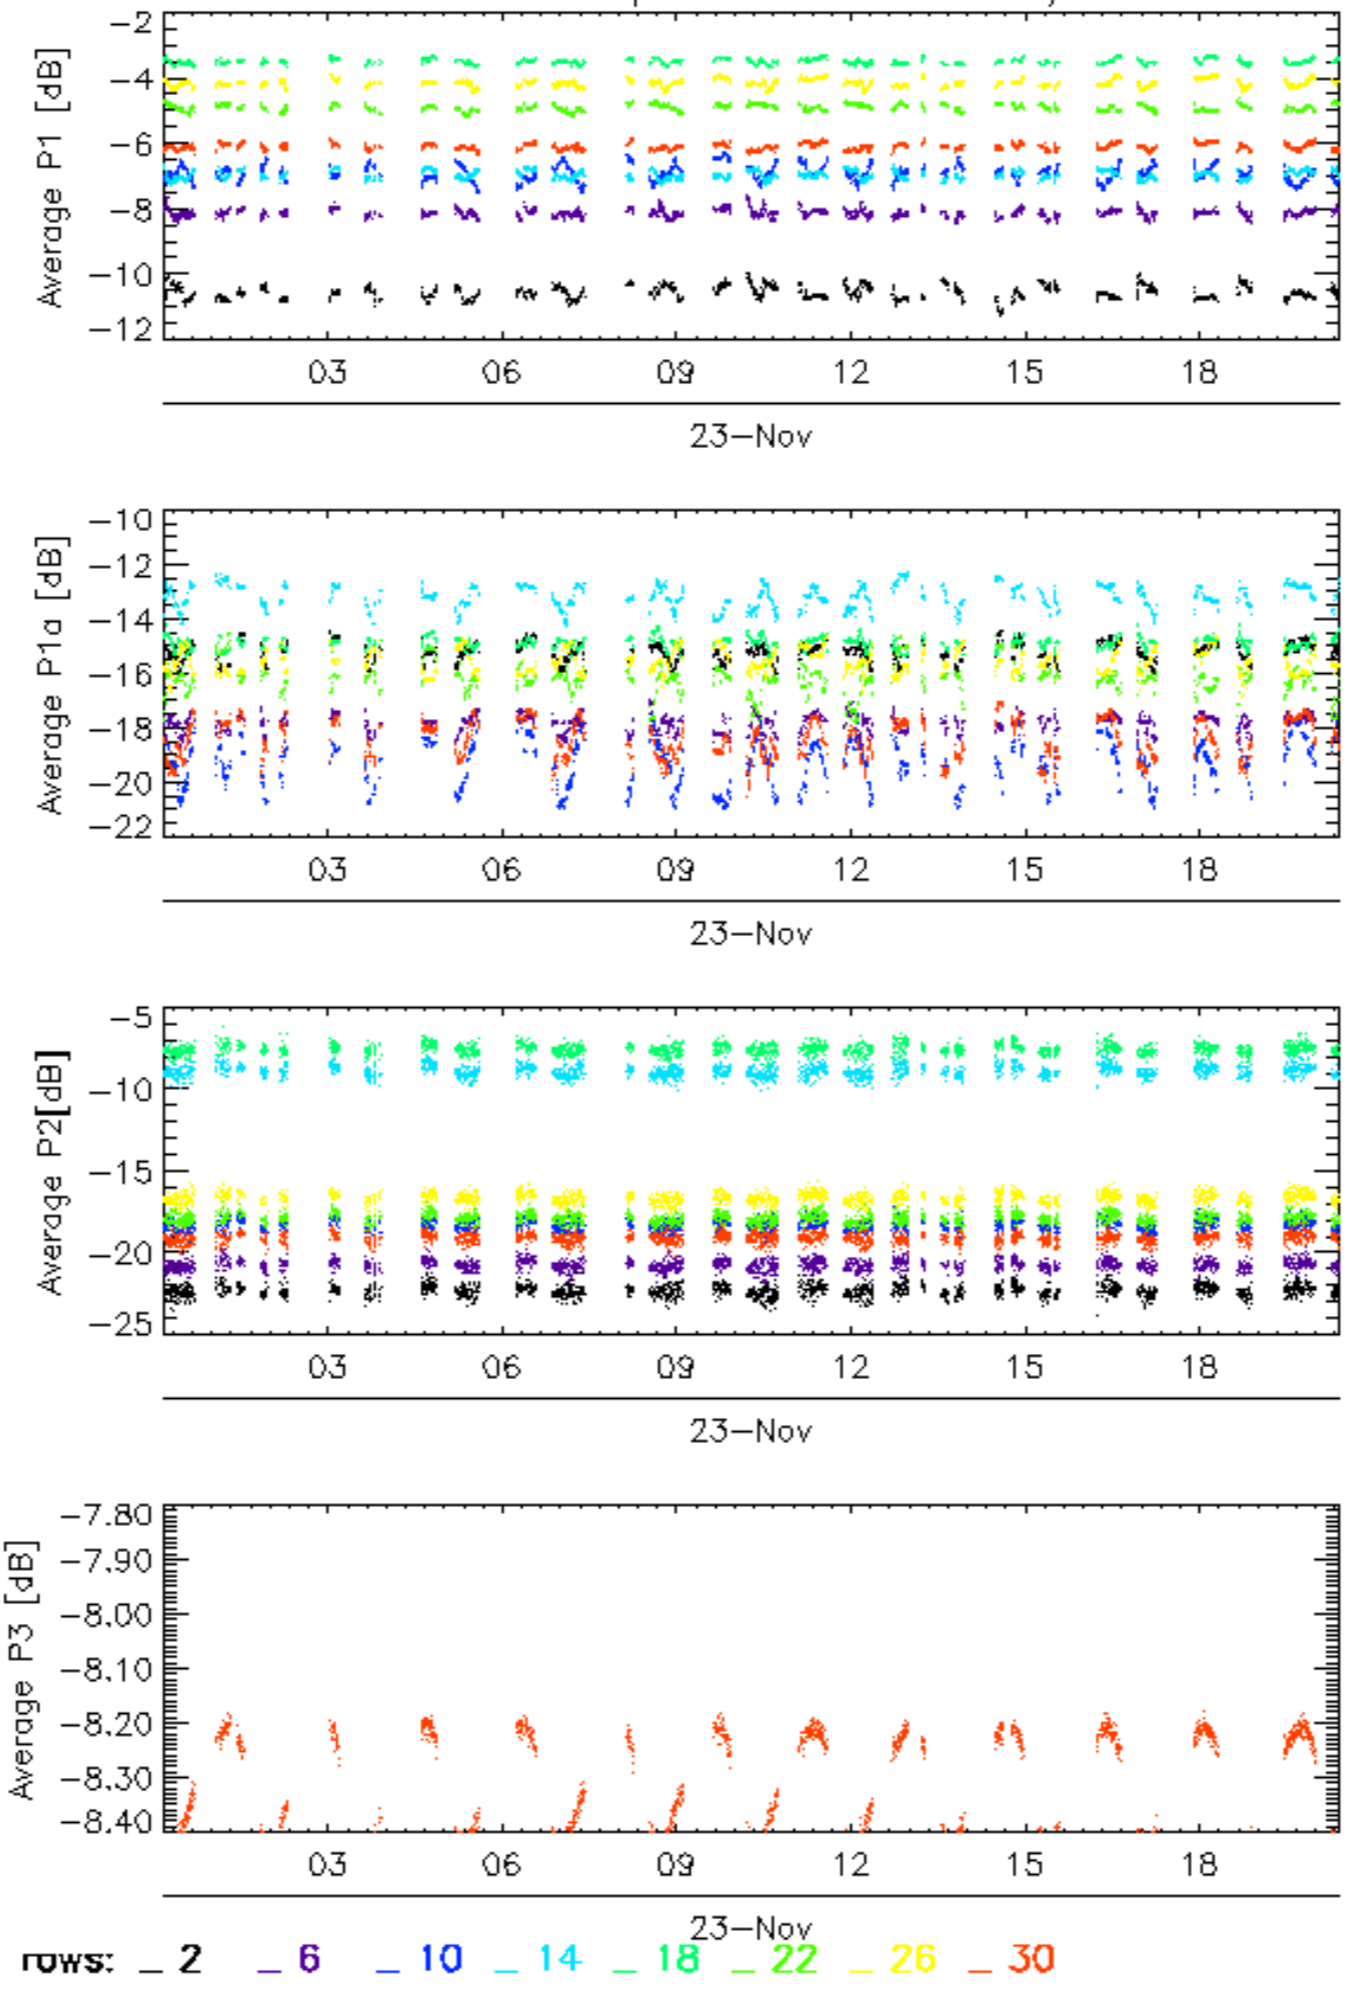 Average P1 [dB]
-2
-4
-6
-8
-10
-12
03 06 09 12 15 18
23-Nov
Average P1a [dB]
-10
-12
-14
-16
-18
-20
-22
03 06 09 12 15 18
23-Nov
Average P2[dB]
-5
-10
-15
-20
-25
03 06 09 12 15 18
23-Nov
Average P3 [dB]
-7.80
-7.90
-8.00
-8.10
-8.20
-8.30
-8.40
03 06 09 12 15 18
23-Nov
rows: _ 2 _ 6 _ 10 _ 14 _ 18 _ 22 _ 26 _ 30